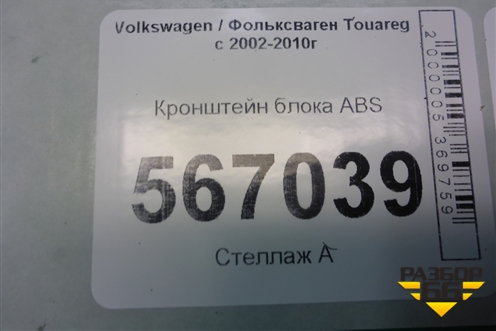 Volkswagen / Фольксваген Touareg
с 2002-2010г
Кронштейн блока ABS
567039
Стеллаж А
2000005369759
РАЗБОР
66